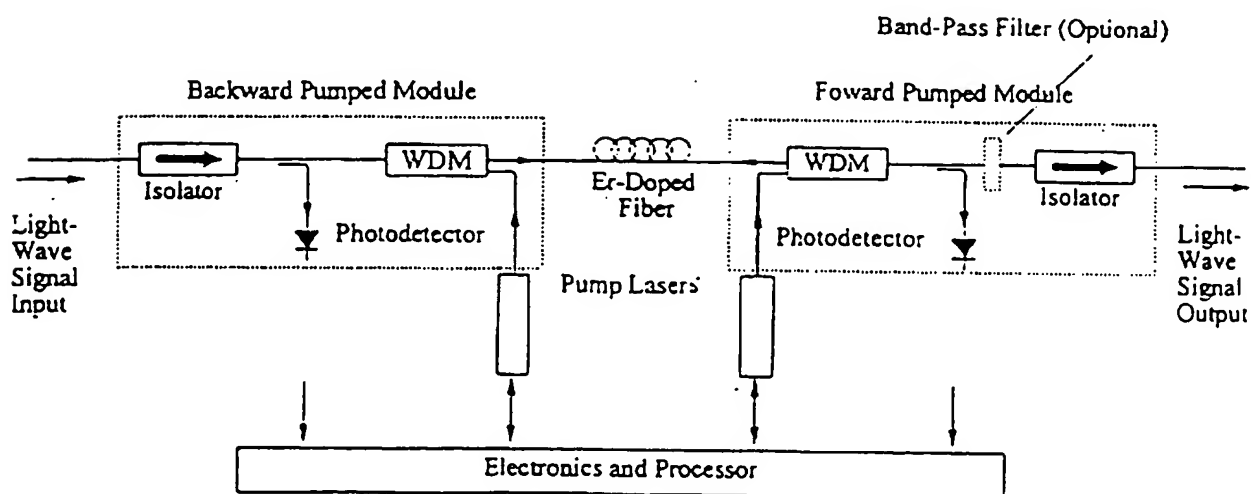 Band-Pass Filter (Optional)
Backward Pumped Module
Foward Pumped Module
WDM
WDM
Isolator
Er-Doped
Fiber
Isolator
Light-
Wave
Signal
Input
Photodetector
Photodetector
Light-
Wave
Signal
Output
Pump Lasers
Electronics and Processor